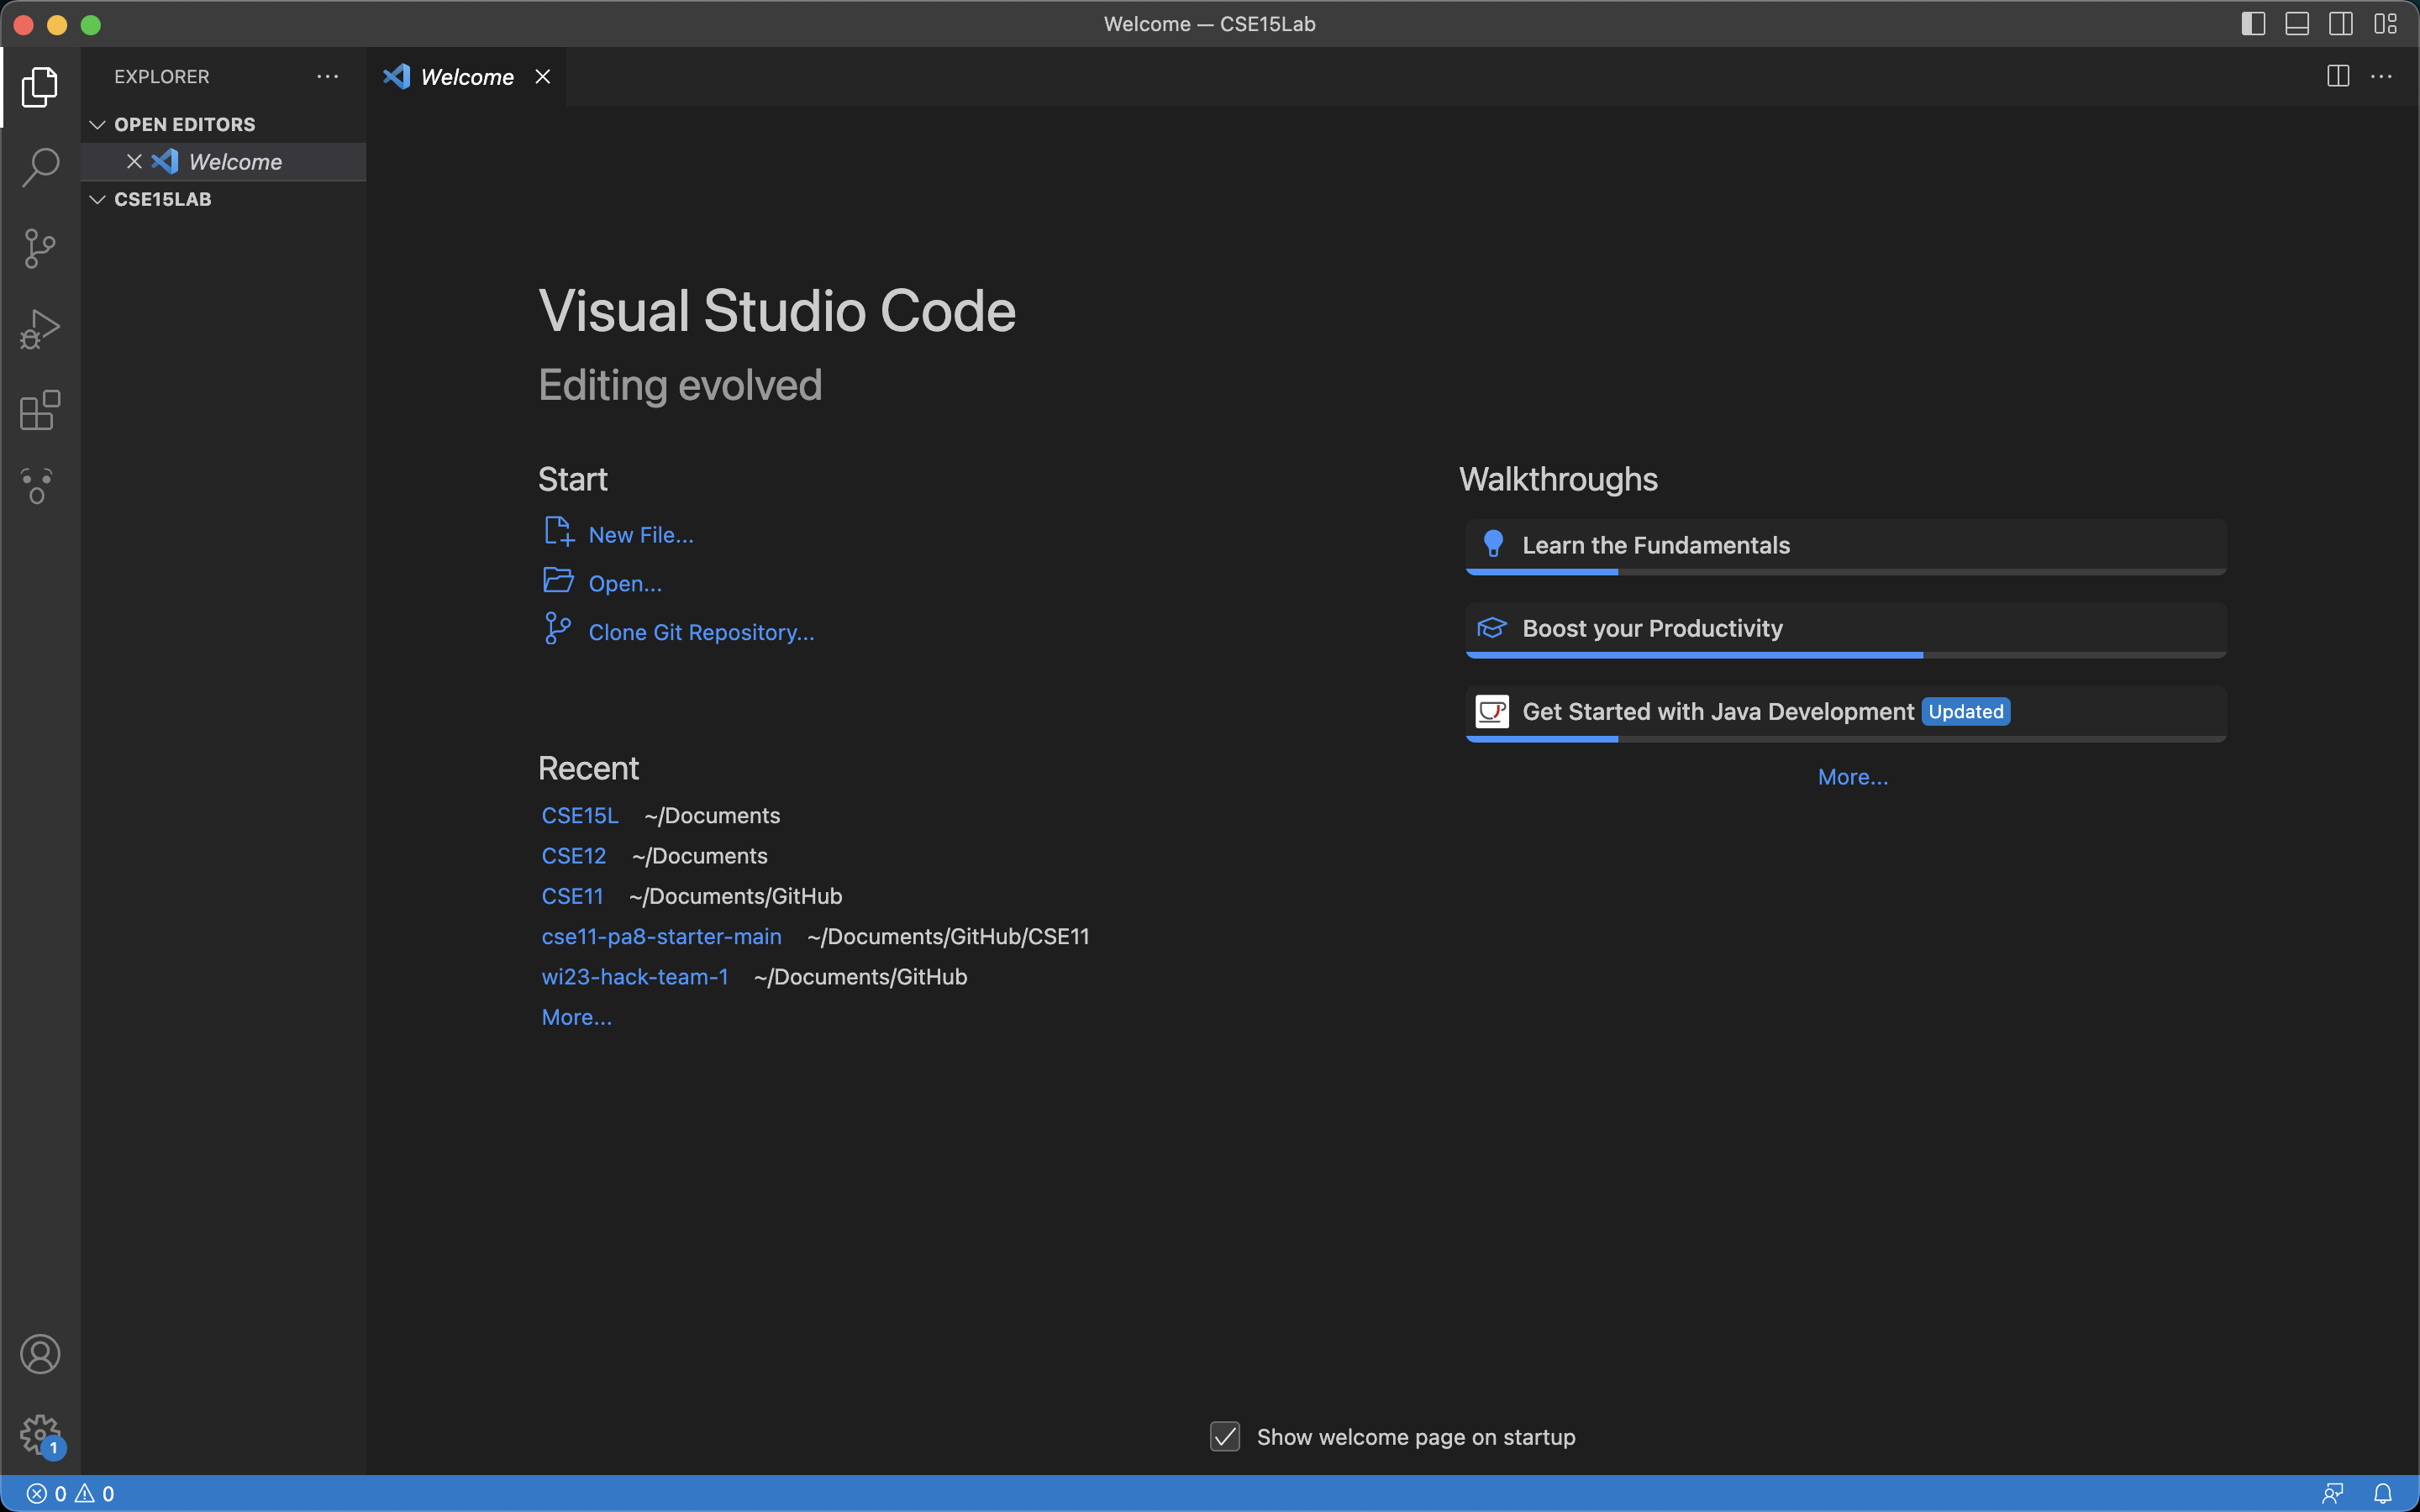 Welcome — CSE15Lab
EXPLORER
Welcome
OPEN EDITORS
Welcome
CSE15LAB
Visual Studio Code
Editing evolved
Start
New File...
Open...
Clone Git Repository...
Recent
CSE15L ~/Documents
CSE12 ~/Documents
CSE11 ~/Documents/GitHub
cse11-pa8-starter-main ~/Documents/GitHub/CSE11
wi23-hack-team-1 ~/Documents/GitHub
More...
Walkthroughs
Learn the Fundamentals
Boost your Productivity
Get Started with Java Development Updated
More...
Show welcome page on startup
1
0 0